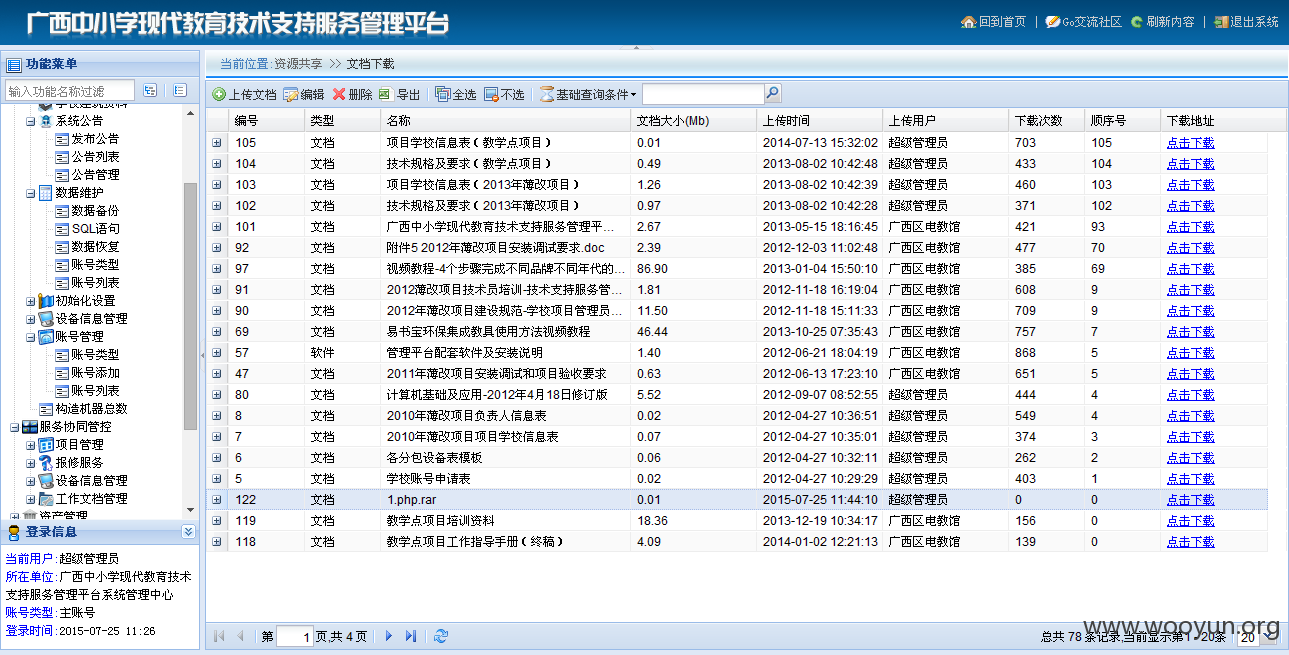 广西中小学现代教育技术支持服务管理平台
回到首页 | Go交流社区 刷新内容 | 退出系统
功能菜单
输入功能名称过滤
学校建筑资料
系统公告
发布公告
公告列表
公告管理
数据维护
数据备份
SQL语句
数据恢复
账号类型
账号列表
初始化设置
设备信息管理
账号管理
账号类型
账号添加
账号列表
构造机器总数
服务协同管控
项目管理
报修服务
设备信息管理
工作文档管理
资产管理
登录信息
当前用户:超级管理员
所在单位:广西中小学现代教育技术
支持服务管理平台系统管理中心
账号类型:主账号
登录时间:2015-07-25 11:26
当前位置:资源共享 >> 文档下载
上传文档 编辑 删除 导出 全选 不选 基础查询条件
编号 类型 名称 文档大小(Mb) 上传时间 上传用户 下载次数 顺序号 下载地址
105 文档 项目学校信息表（教学点项目） 0.01 2014-07-13 15:32:02 超级管理员 703 105 点击下载
104 文档 技术规格及要求（教学点项目） 0.49 2013-08-02 10:42:48 超级管理员 433 104 点击下载
103 文档 项目学校信息表（2013年薄改项目） 1.26 2013-08-02 10:42:39 超级管理员 460 103 点击下载
102 文档 技术规格及要求（2013年薄改项目） 0.97 2013-08-02 10:42:28 超级管理员 371 102 点击下载
101 文档 广西中小学现代教育技术支持服务管理平... 2.67 2013-05-15 18:16:45 广西区电教馆 421 93 点击下载
92 文档 附件5 2012年薄改项目安装调试要求.doc 2.39 2012-12-03 11:02:48 广西区电教馆 477 70 点击下载
97 文档 视频教程-4个步骤完成不同品牌不同年代的... 86.90 2013-01-04 15:50:10 广西区电教馆 385 69 点击下载
91 文档 2012薄改项目技术员培训-技术支持服务管... 1.81 2012-11-18 16:19:04 广西区电教馆 608 9 点击下载
90 文档 2012年薄改项目建设规范-学校项目管理员... 11.50 2012-11-18 15:11:33 广西区电教馆 709 9 点击下载
69 文档 易书宝环保集成教具使用方法视频教程 46.44 2013-10-25 07:35:43 广西区电教馆 757 7 点击下载
57 软件 管理平台配套软件及安装说明 1.40 2012-06-21 18:04:19 广西区电教馆 868 5 点击下载
47 文档 2011年薄改项目安装调试和项目验收要求 0.63 2012-06-13 17:23:10 广西区电教馆 651 5 点击下载
80 文档 计算机基础及应用-2012年4月18日修订版 5.52 2012-09-07 08:52:55 超级管理员 444 4 点击下载
8 文档 2010年薄改项目负责人信息表 0.02 2012-04-27 10:36:51 超级管理员 549 4 点击下载
7 文档 2010年薄改项目项目学校信息表 0.07 2012-04-27 10:35:01 超级管理员 374 3 点击下载
6 文档 各分包设备表模板 0.06 2012-04-27 10:32:11 超级管理员 262 2 点击下载
5 文档 学校账号申请表 0.02 2012-04-27 10:29:29 超级管理员 403 1 点击下载
122 文档 1.php.rar 0.01 2015-07-25 11:44:10 超级管理员 0 0 点击下载
119 文档 教学点项目培训资料 18.36 2013-12-19 10:34:17 广西区电教馆 156 0 点击下载
118 文档 教学点项目工作指导手册（终稿） 4.09 2014-01-02 12:21:13 广西区电教馆 139 0 点击下载
第 1 页,共 4 页
总共 78 条记录,当前显示第 1 - 20条 20
www.wooyun.org